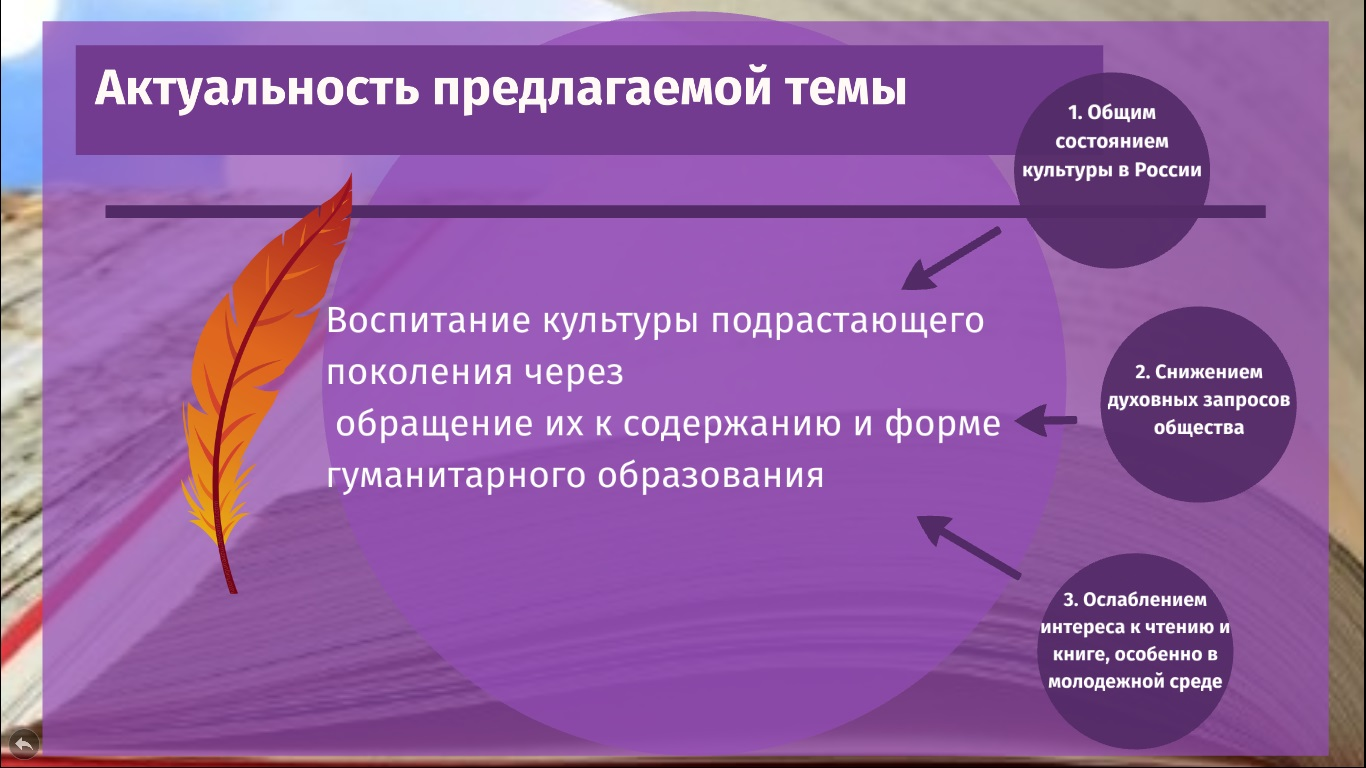 Актуальность предлагаемой темы
1. Общим
состоянием
культуры в России
Воспитание культуры подрастающего
поколения через
обращение их к содержанию и форме
гуманитарного образования
2. Снижением
духовных запросов
общества
3. Ослаблением
интереса к чтению и
книге, особенно в
молодежной среде